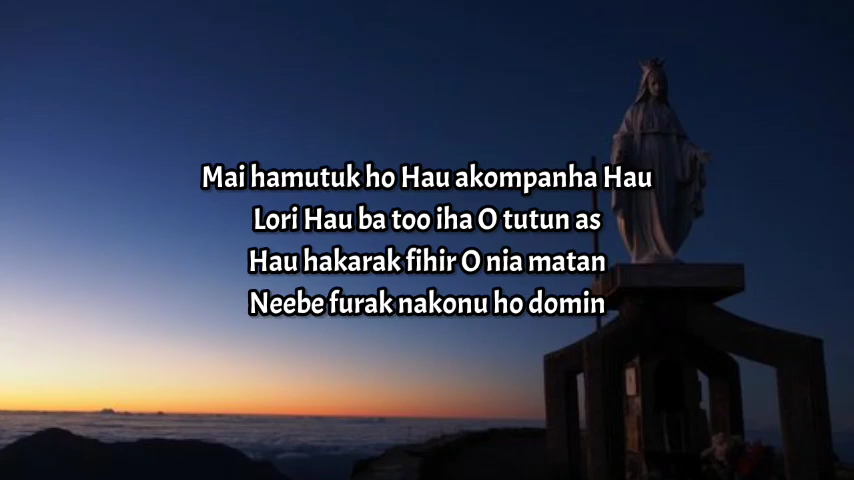 Mai hamutuk ho Hau akompanha Hau
Lori Hau ba too iha O tutun as
Hau hakarak fihir O nia matan
Neebe furak nakonu ho domin